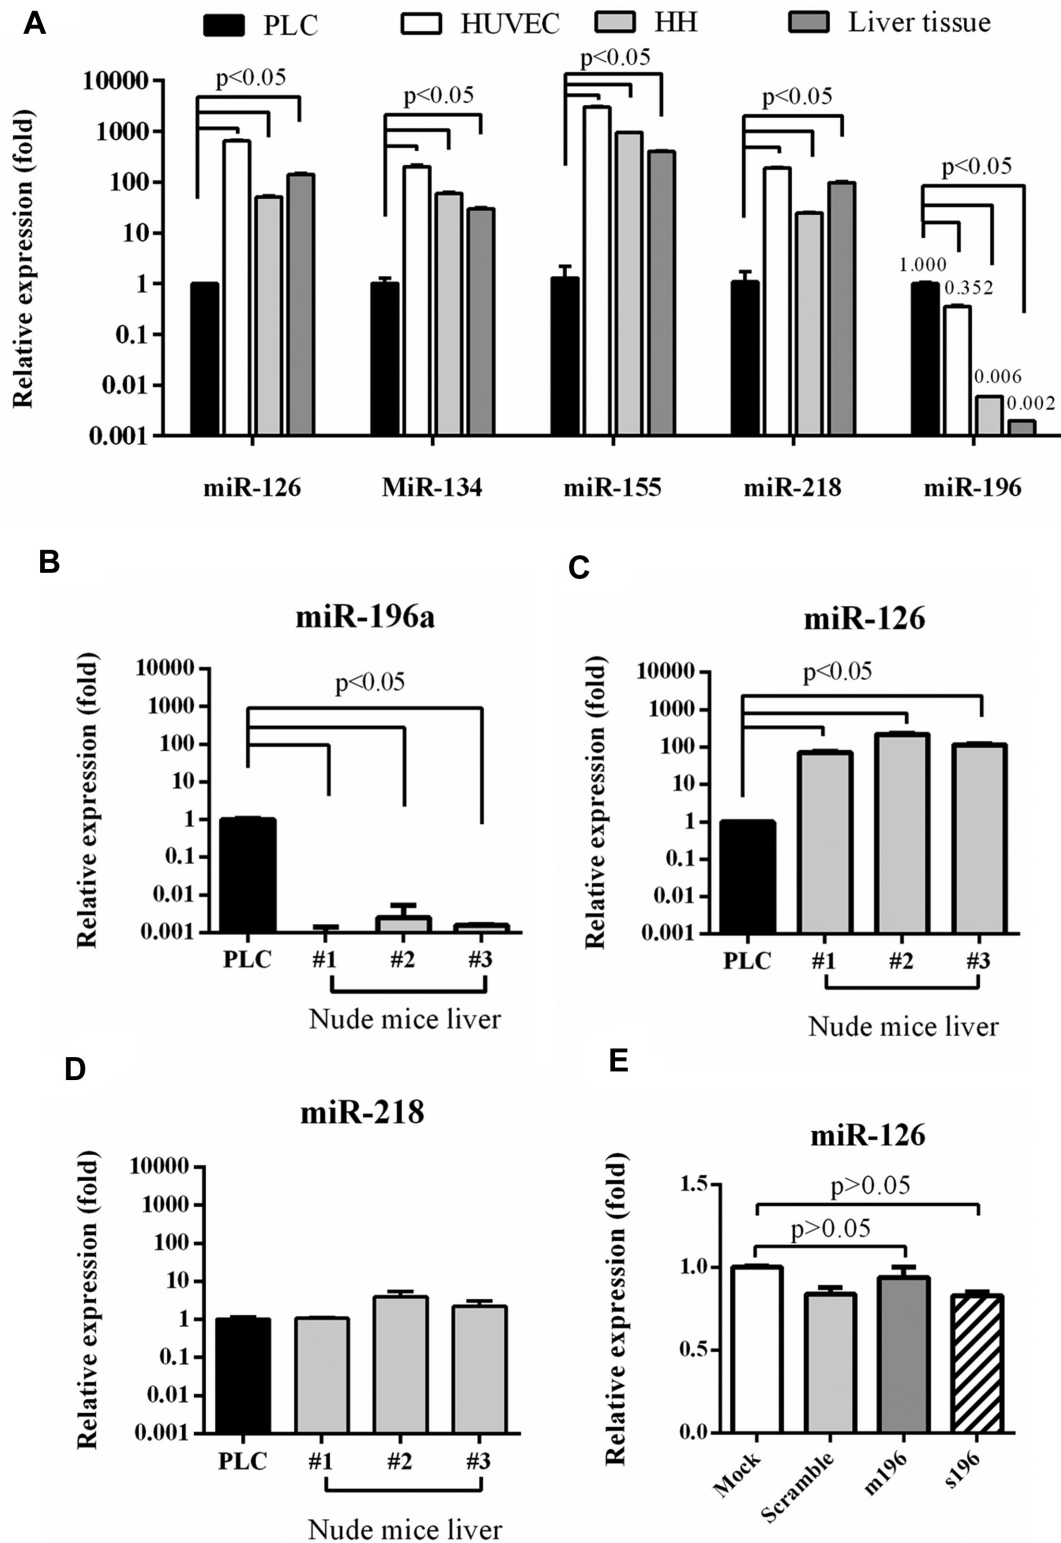 A
PLC HUVEC HH Liver tissue
Relative expression (fold)
10000
1000
100
10
1
0.1
0.01
0.001
p<0.05
p<0.05
p<0.05
p<0.05
p<0.05
1.000
0.352
0.006
0.002
miR-126 MiR-134 miR-155 miR-218 miR-196
B
miR-196a
Relative expression (fold)
10000
1000
100
10
1
0.1
0.01
0.001
p<0.05
PLC #1 #2 #3
Nude mice liver
C
miR-126
Relative expression (fold)
10000
1000
100
10
1
0.1
0.01
0.001
p<0.05
PLC #1 #2 #3
Nude mice liver
D
miR-218
Relative expression (fold)
10000
1000
100
10
1
0.1
0.01
0.001
PLC #1 #2 #3
Nude mice liver
E
miR-126
Relative expression (fold)
1.5
1.0
0.5
0.0
p>0.05
p>0.05
Mock Scramble m196 s196